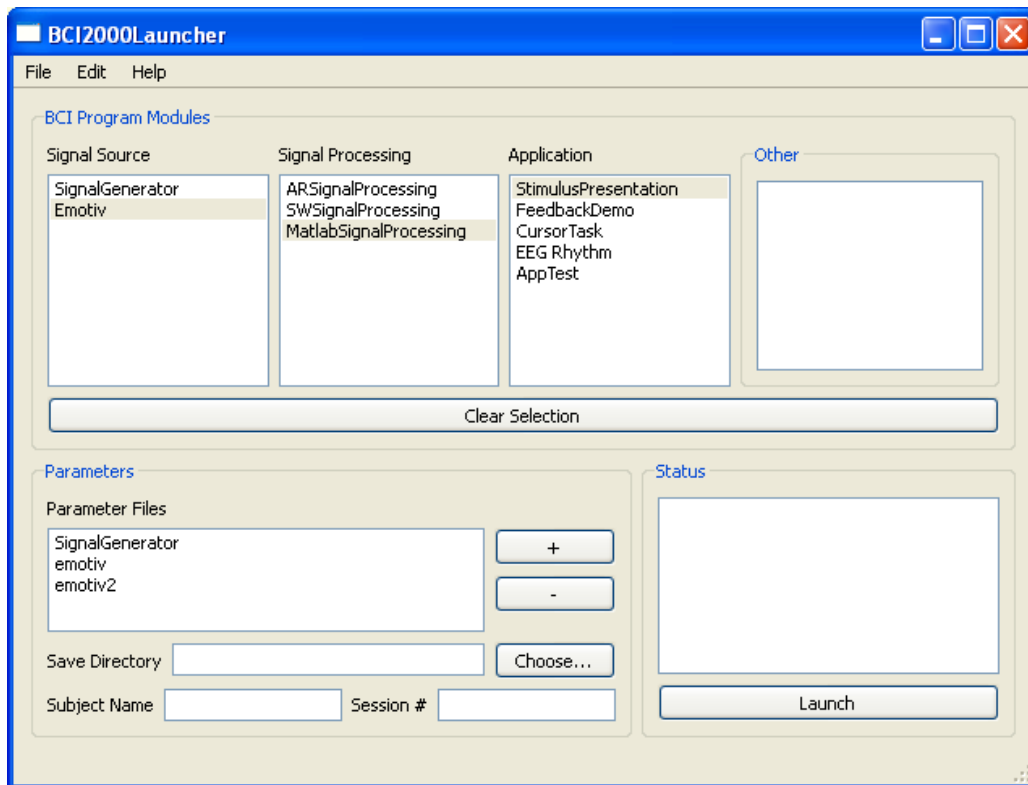 BCI2000Launcher
File Edit Help
BCI Program Modules
Signal Source
SignalGenerator
Emotiv
Signal Processing
ARSignalProcessing
SWSignalProcessing
MatlabSignalProcessing
Application
StimulusPresentation
FeedbackDemo
CursorTask
EEG Rhythm
AppTest
Other
Clear Selection
Parameters
Parameter Files
SignalGenerator
emotiv
emotiv2
+
-
Save Directory
Choose...
Subject Name
Session #
Status
Launch